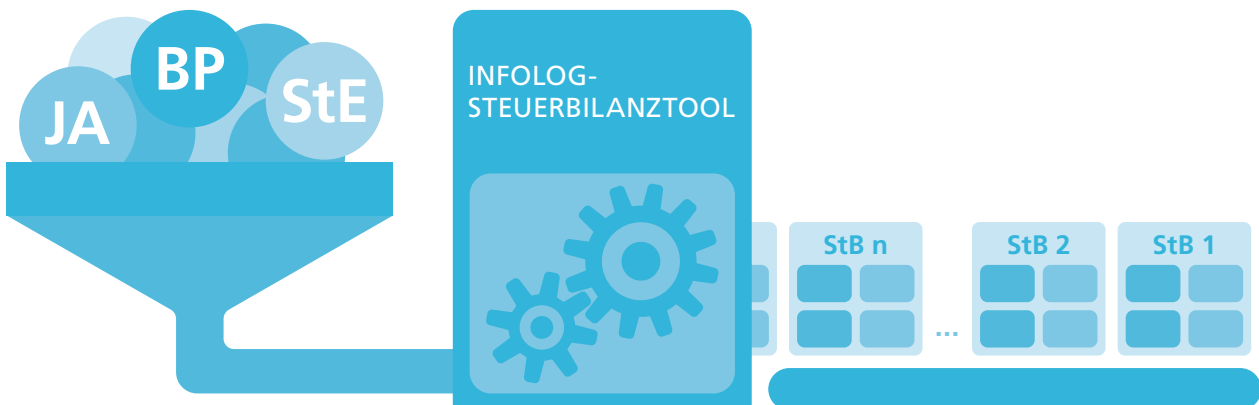 JA
BP
StE
INFOLOG-
STEUERBILANZTOOL
StB n
...
StB 2
StB 1